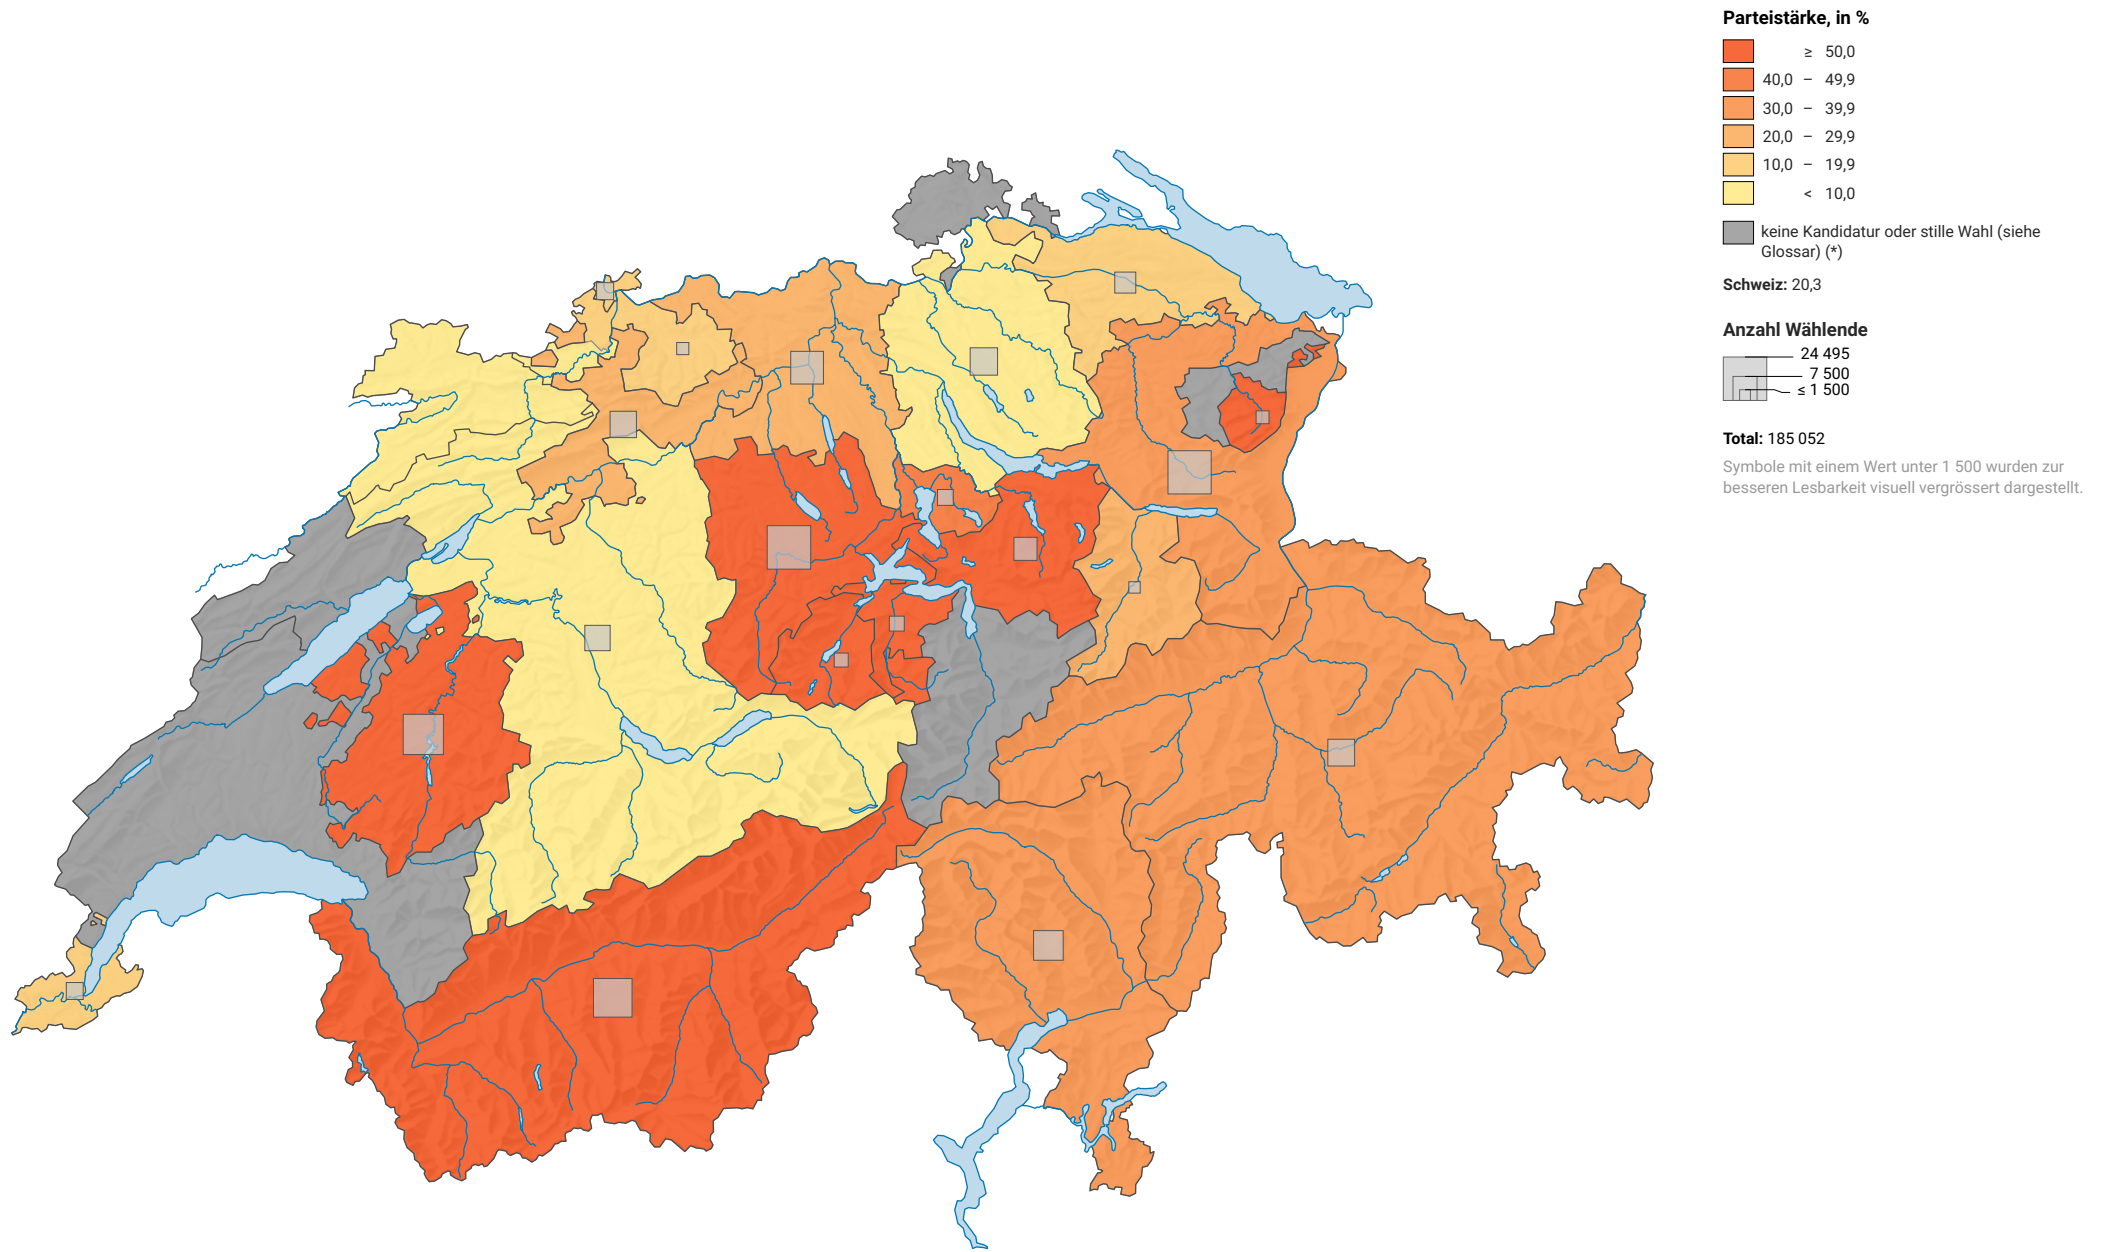 Parteistärke, in %
≥ 50,0
40,0 – 49,9
30,0 – 39,9
20,0 – 29,9
10,0 – 19,9
< 10,0
keine Kandidatur oder stille Wahl (siehe
Glossar) (*)
Schweiz: 20,3
Anzahl Wählende
24 495
7 500
≤ 1 500
Total: 185 052
Symbole mit einem Wert unter 1 500 wurden zur
besseren Lesbarkeit visuell vergrössert dargestellt.